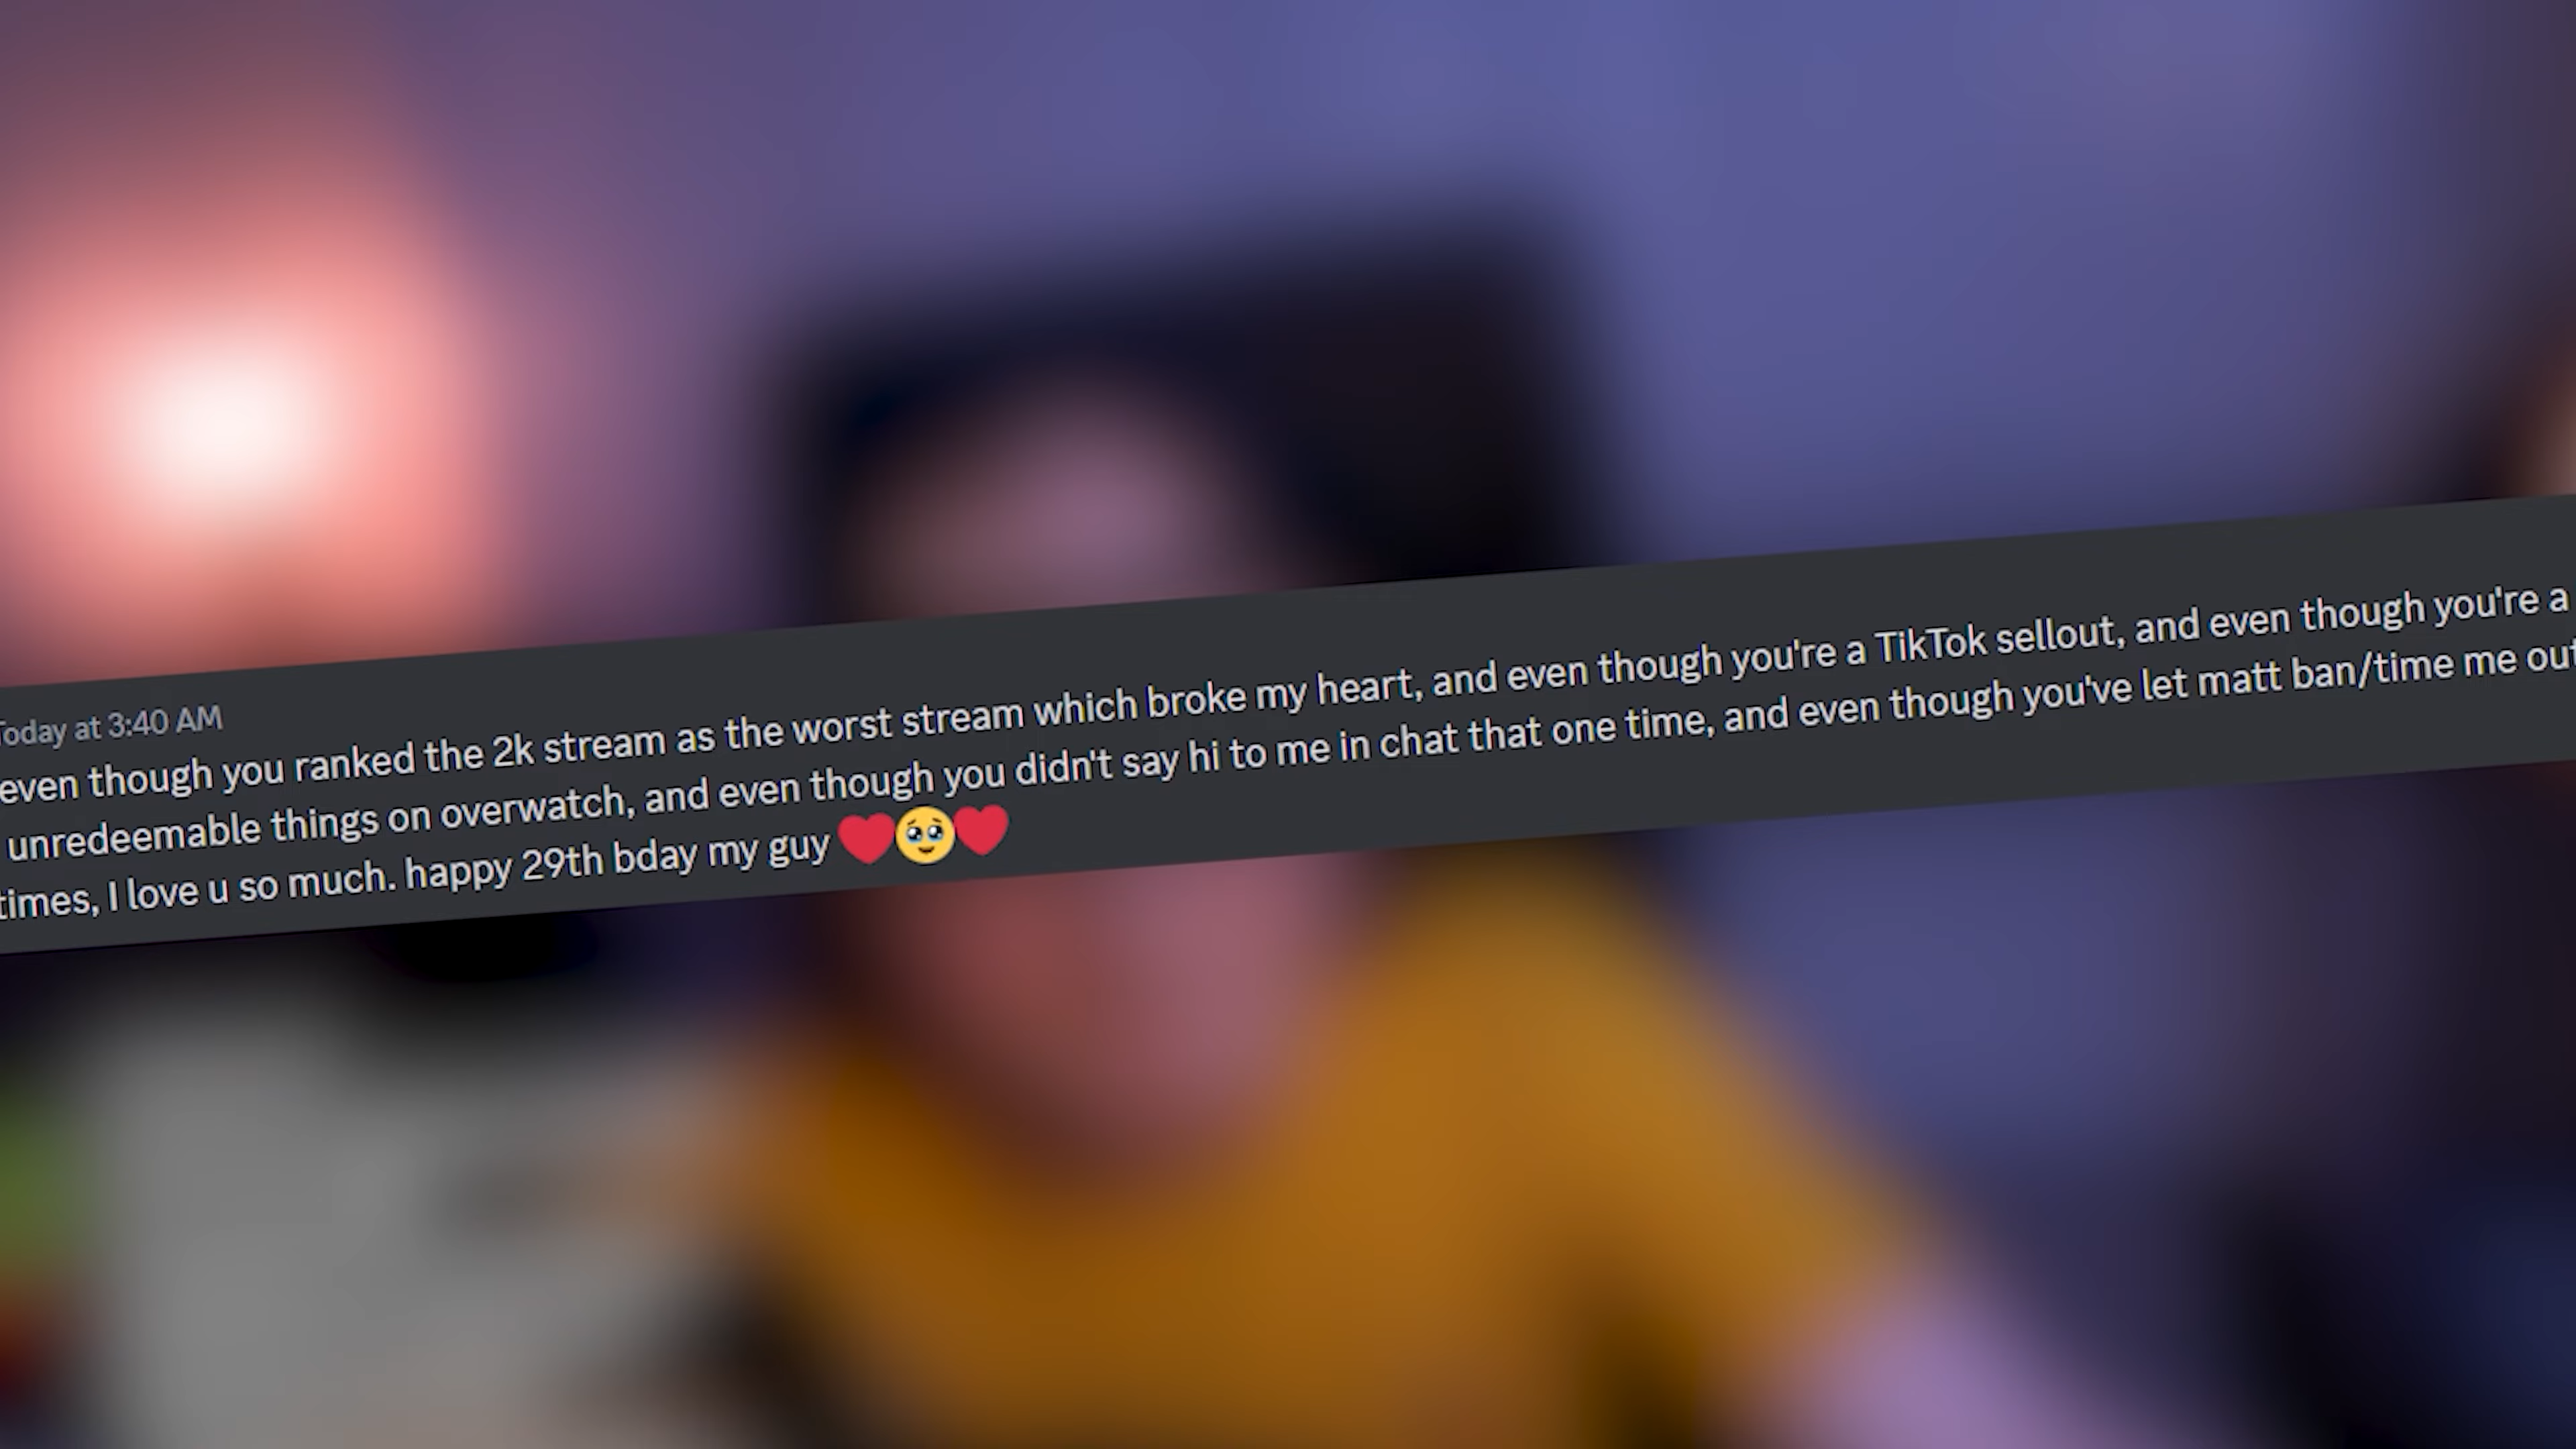 Today at 3:40 AM
even though you ranked the 2k stream as the worst stream which broke my heart, and even though you're a TikTok sellout, and even though you're a
unredeemable things on overwatch, and even though you didn't say hi to me in chat that one time, and even though you've let matt ban/time me out
times, I love u so much. happy 29th bday my guy ❤️🥹❤️